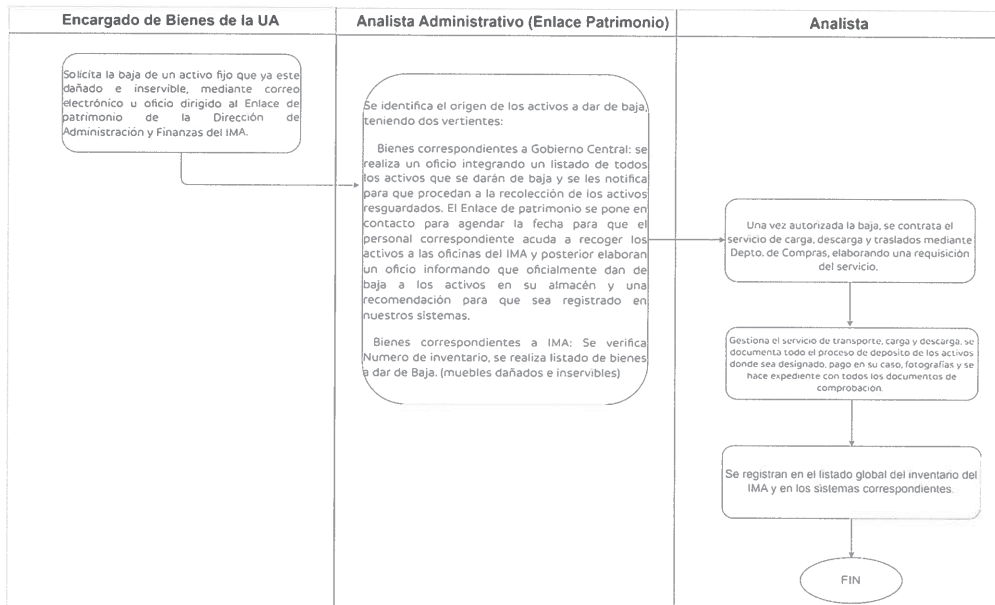 Encargado de Bienes de la UA
Analista Administrativo (Enlace Patrimonio)
Analista
Solicita la baja de un activo fijo que ya este
dañado e inservible, mediante correo
electrónico u oficio dirigido al Enlace de
patrimonio de la Dirección de
Administración y Finanzas del IMA.
Se identifica el origen de los activos a dar de baja,
teniendo dos vertientes:
Bienes correspondientes a Gobierno Central: se
realiza un oficio integrando un listado de todos
los activos que se darán de baja y se les notifica
para que procedan a la recolección de los activos
resguardados. El Enlace de patrimonio se pone en
contacto para agendar la fecha para que el
personal correspondiente acuda a recoger los
activos a las oficinas del IMA y posterior elaboran
un oficio informando que oficialmente dan de
baja a los activos en su almacén y una
recomendación para que sea registrado en
nuestros sistemas.
Bienes correspondientes a IMA: Se verifica
Numero de inventario, se realiza listado de bienes
a dar de Baja. (muebles dañados e inservibles)
Una vez autorizada la baja, se contrata el
servicio de carga, descarga y traslados mediante
Depto. de Compras, elaborando una requisición
del servicio.
Gestiona el servicio de transporte, carga y descarga, se
documenta todo el proceso de deposito de los activos
donde sea designado, pago en su caso, fotografías y se
hace expediente con todos los documentos de
comprobación.
Se registran en el listado global del inventario del
IMA y en los sistemas correspondientes.
FIN